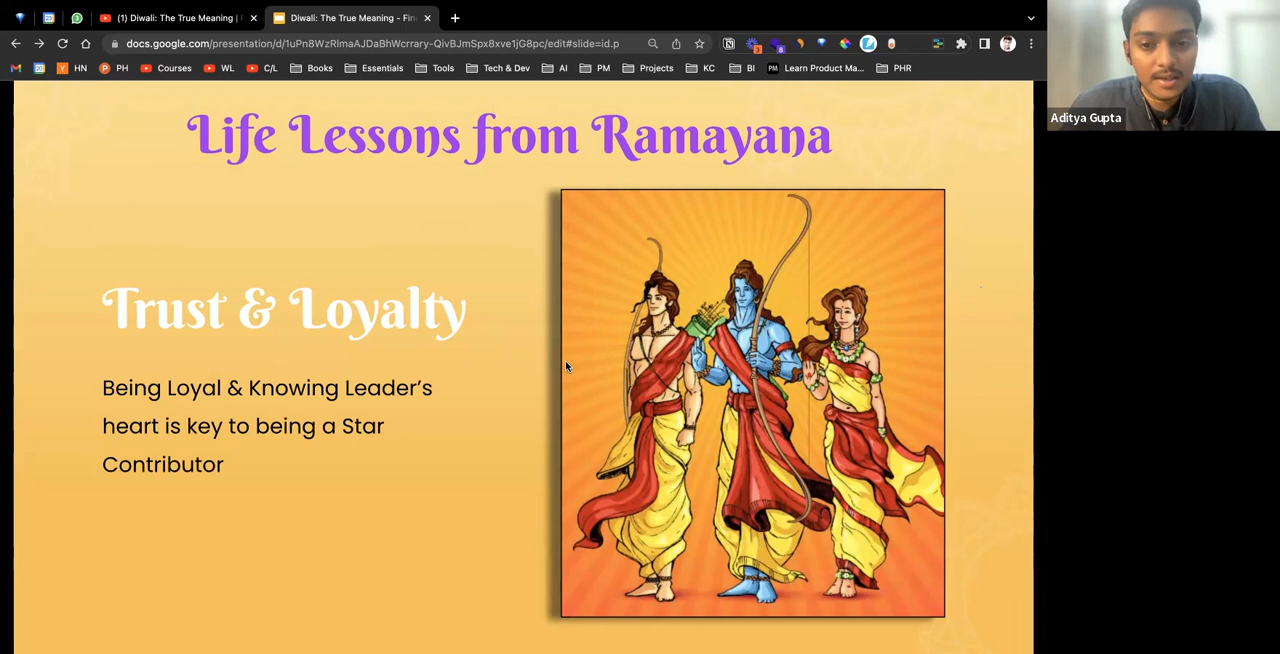 (1) Diwali: The True Meaning |
Diwali: The True Meaning - Fin
docs.google.com/presentation/d/1uPn8WzRlmaAJDaBhWcrrary-QivBJmSpx8xve1jG8pc/edit#slide=id.p
HN
PH
Courses
WL
C/L
Books
Essentials
Tools
Tech & Dev
AI
PM
Projects
KC
BI
Learn Product Ma...
PHR
Aditya Gupta
Life Lessons from Ramayana
Trust & Loyalty
Being Loyal & Knowing Leader's
heart is key to being a Star
Contributor